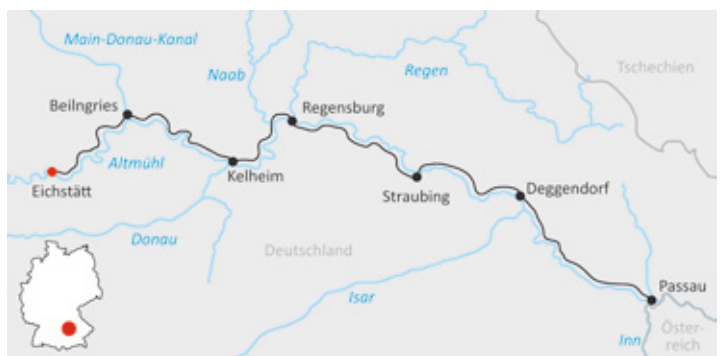 Main-Donau-Kanal
Naab
Regen
Tschechien
Beilngries
Regensburg
Altmühl
Eichstätt
Kelheim
Straubing
Deggendorf
Donau
Deutschland
Isar
Passau
Inn
Öster-
reich